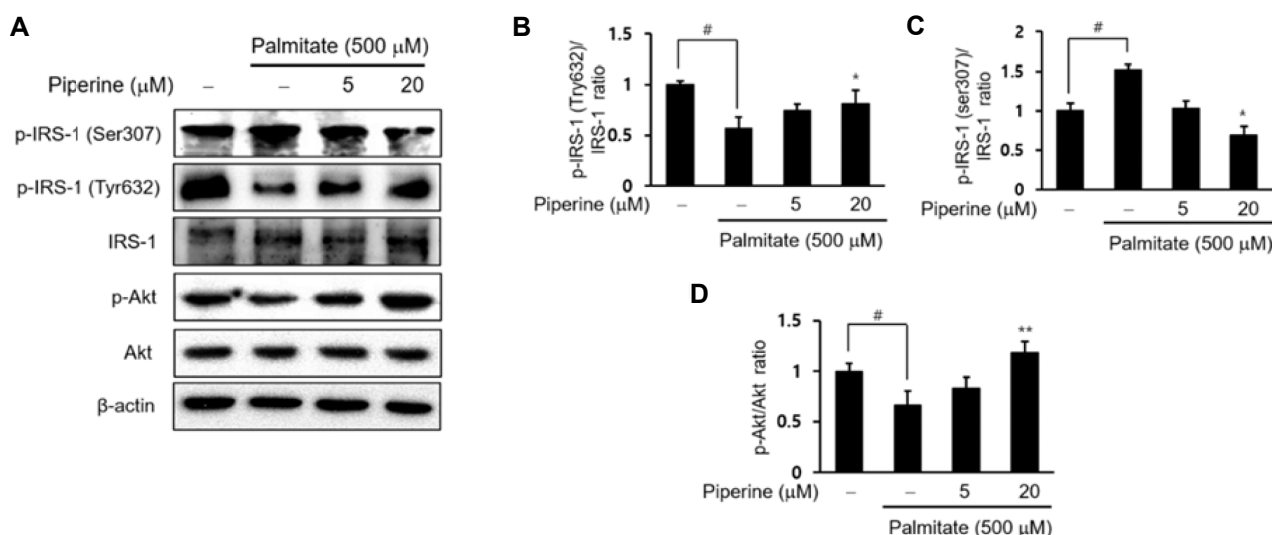 A
Palmitate (500 μM)
Piperine (μM) – – 5 20
p-IRS-1 (Ser307)
p-IRS-1 (Tyr632)
IRS-1
p-Akt
Akt
β-actin
B
p-IRS-1 (Try632)/
IRS-1 ratio
1.5
1
0.5
0
#
*
Piperine (μM) – – 5 20
Palmitate (500 μM)
C
p-IRS-1 (ser307)/
IRS-1 ratio
2
1.5
1
0.5
0
#
*
Piperine (μM) – – 5 20
Palmitate (500 μM)
D
p-Akt/Akt ratio
1.5
1
0.5
0
#
**
Piperine (μM) – – 5 20
Palmitate (500 μM)